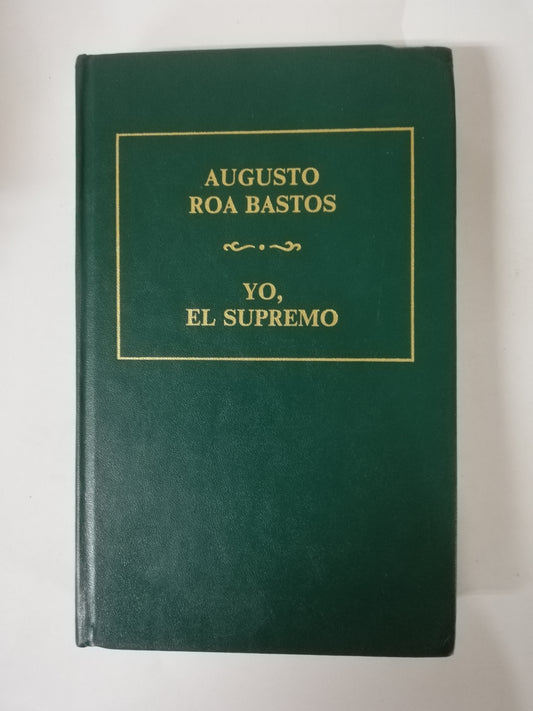 AUGUSTO
ROA BASTOS
YO,
EL SUPREMO